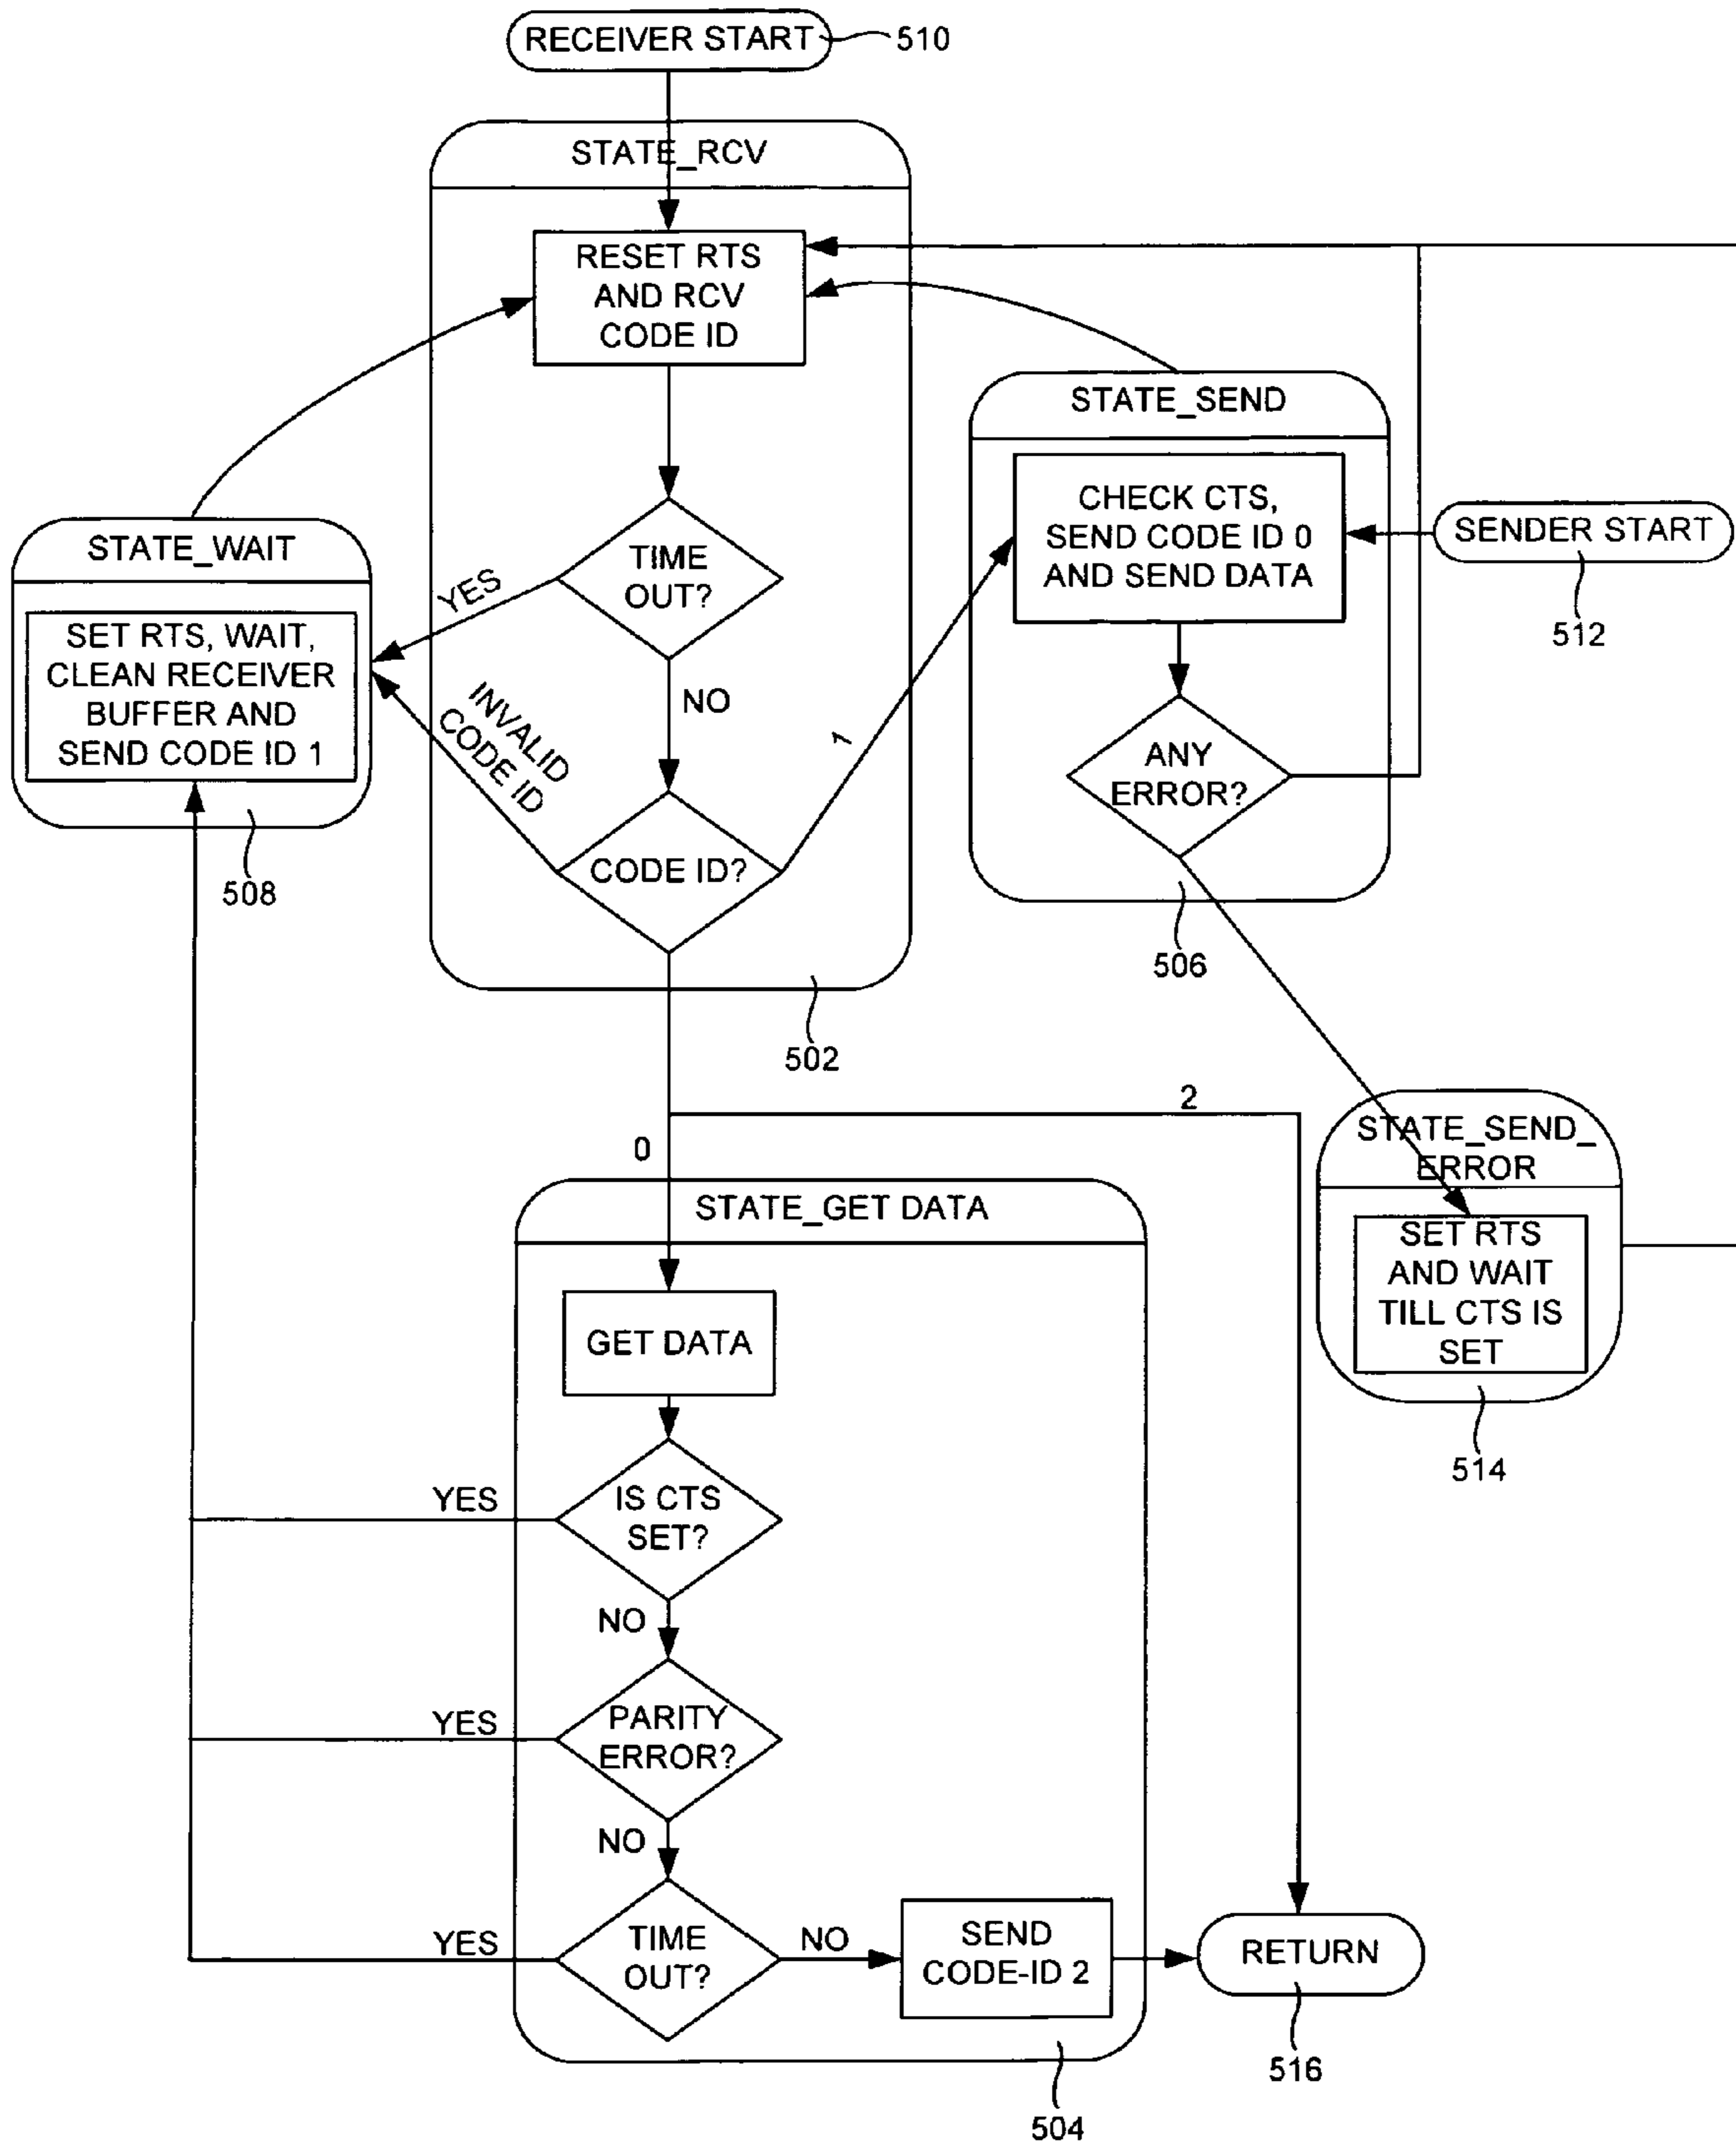 RECEIVER START
510
STATE_RCV
RESET RTS
AND RCV
CODE ID
STATE_SEND
CHECK CTS,
SEND CODE ID 0
AND SEND DATA
SENDER START
512
STATE_WAIT
SET RTS, WAIT,
CLEAN RECEIVER
BUFFER AND
SEND CODE ID 1
508
TIME
OUT?
YES
NO
INVALID
CODE ID
1
CODE ID?
ANY
ERROR?
506
502
2
0
STATE_SEND_
ERROR
SET RTS
AND WAIT
TILL CTS IS
SET
514
STATE_GET DATA
GET DATA
IS CTS
SET?
YES
NO
PARITY
ERROR?
YES
NO
TIME
OUT?
YES
NO
SEND
CODE-ID 2
RETURN
516
504